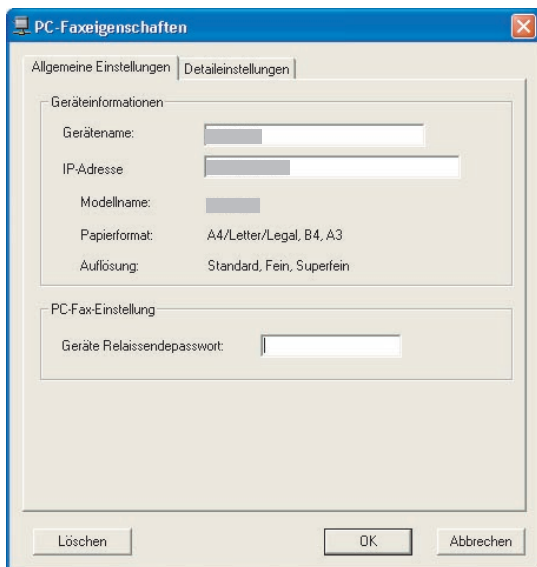 PC-Faxeigenschaften
Allgemeine Einstellungen
Detaileinstellungen
Geräteinformationen
Gerätename:
IP-Adresse
Modellname:
Papierformat: A4/Letter/Legal, B4, A3
Auflösung: Standard, Fein, Superfein
PC-Fax-Einstellung
Geräte Relaissendepasswort:
Löschen
OK
Abbrechen